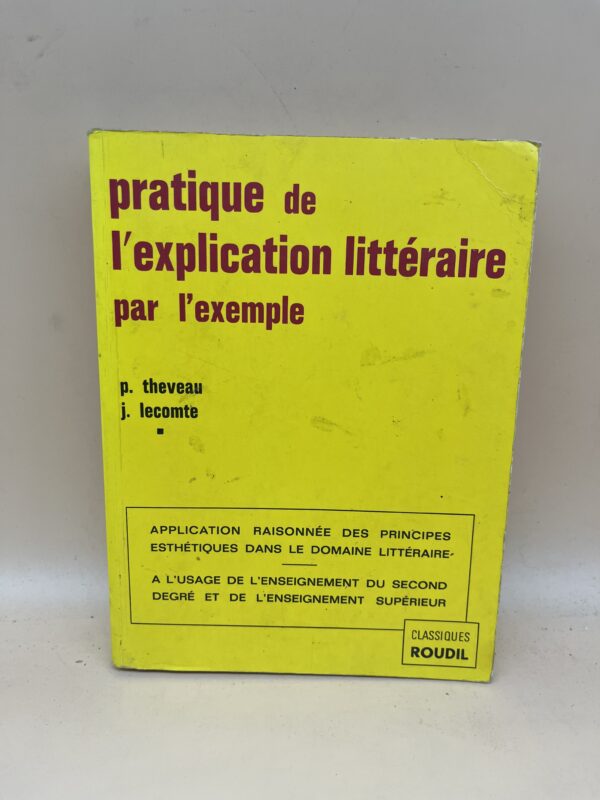 pratique de
l'explication littéraire
par l'exemple
p. theveau
j. lecomte
APPLICATION RAISONNÉE DES PRINCIPES
ESTHÉTIQUES DANS LE DOMAINE LITTÉRAIRE
A L'USAGE DE L'ENSEIGNEMENT DU SECOND
DEGRÉ ET DE L'ENSEIGNEMENT SUPÉRIEUR
CLASSIQUES
ROUDIL